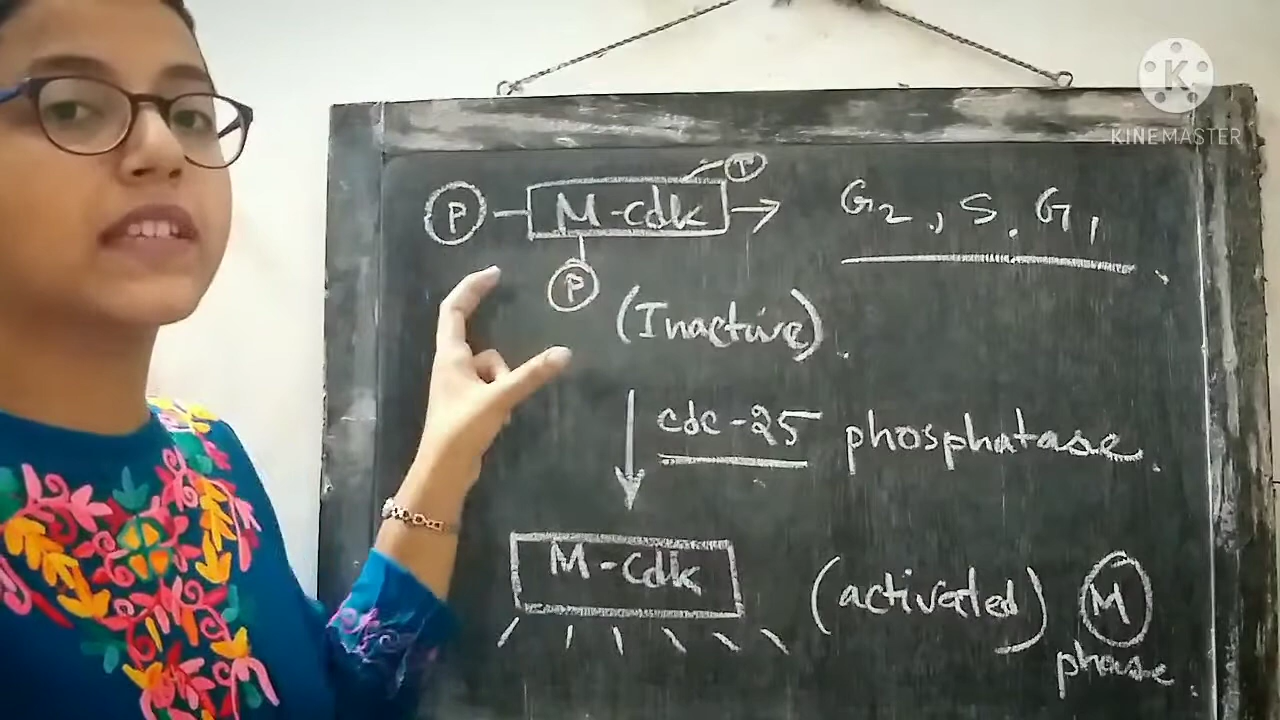 P
P M-cdk → G2, S, G1
P
(Inactive).
cdc-25 phosphatase.
M-cdk
(activated) M
phase.
K
KINEMASTER